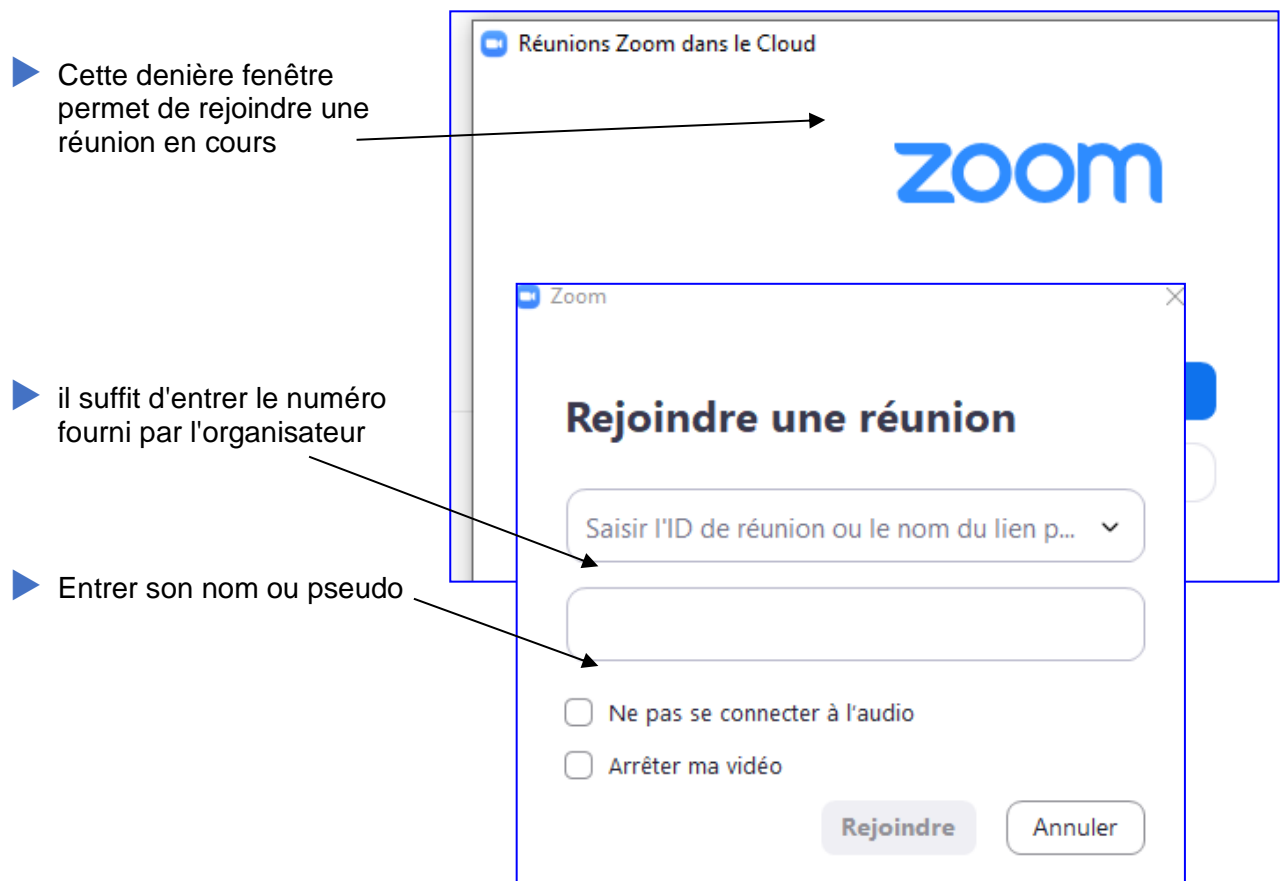 Réunions Zoom dans le Cloud
Cette denière fenêtre
permet de rejoindre une
réunion en cours
zoom
Zoom
il suffit d'entrer le numéro
fourni par l'organisateur
Rejoindre une réunion
Saisir l'ID de réunion ou le nom du lien p...
Entrer son nom ou pseudo
Ne pas se connecter à l'audio
Arrêter ma vidéo
Rejoindre
Annuler